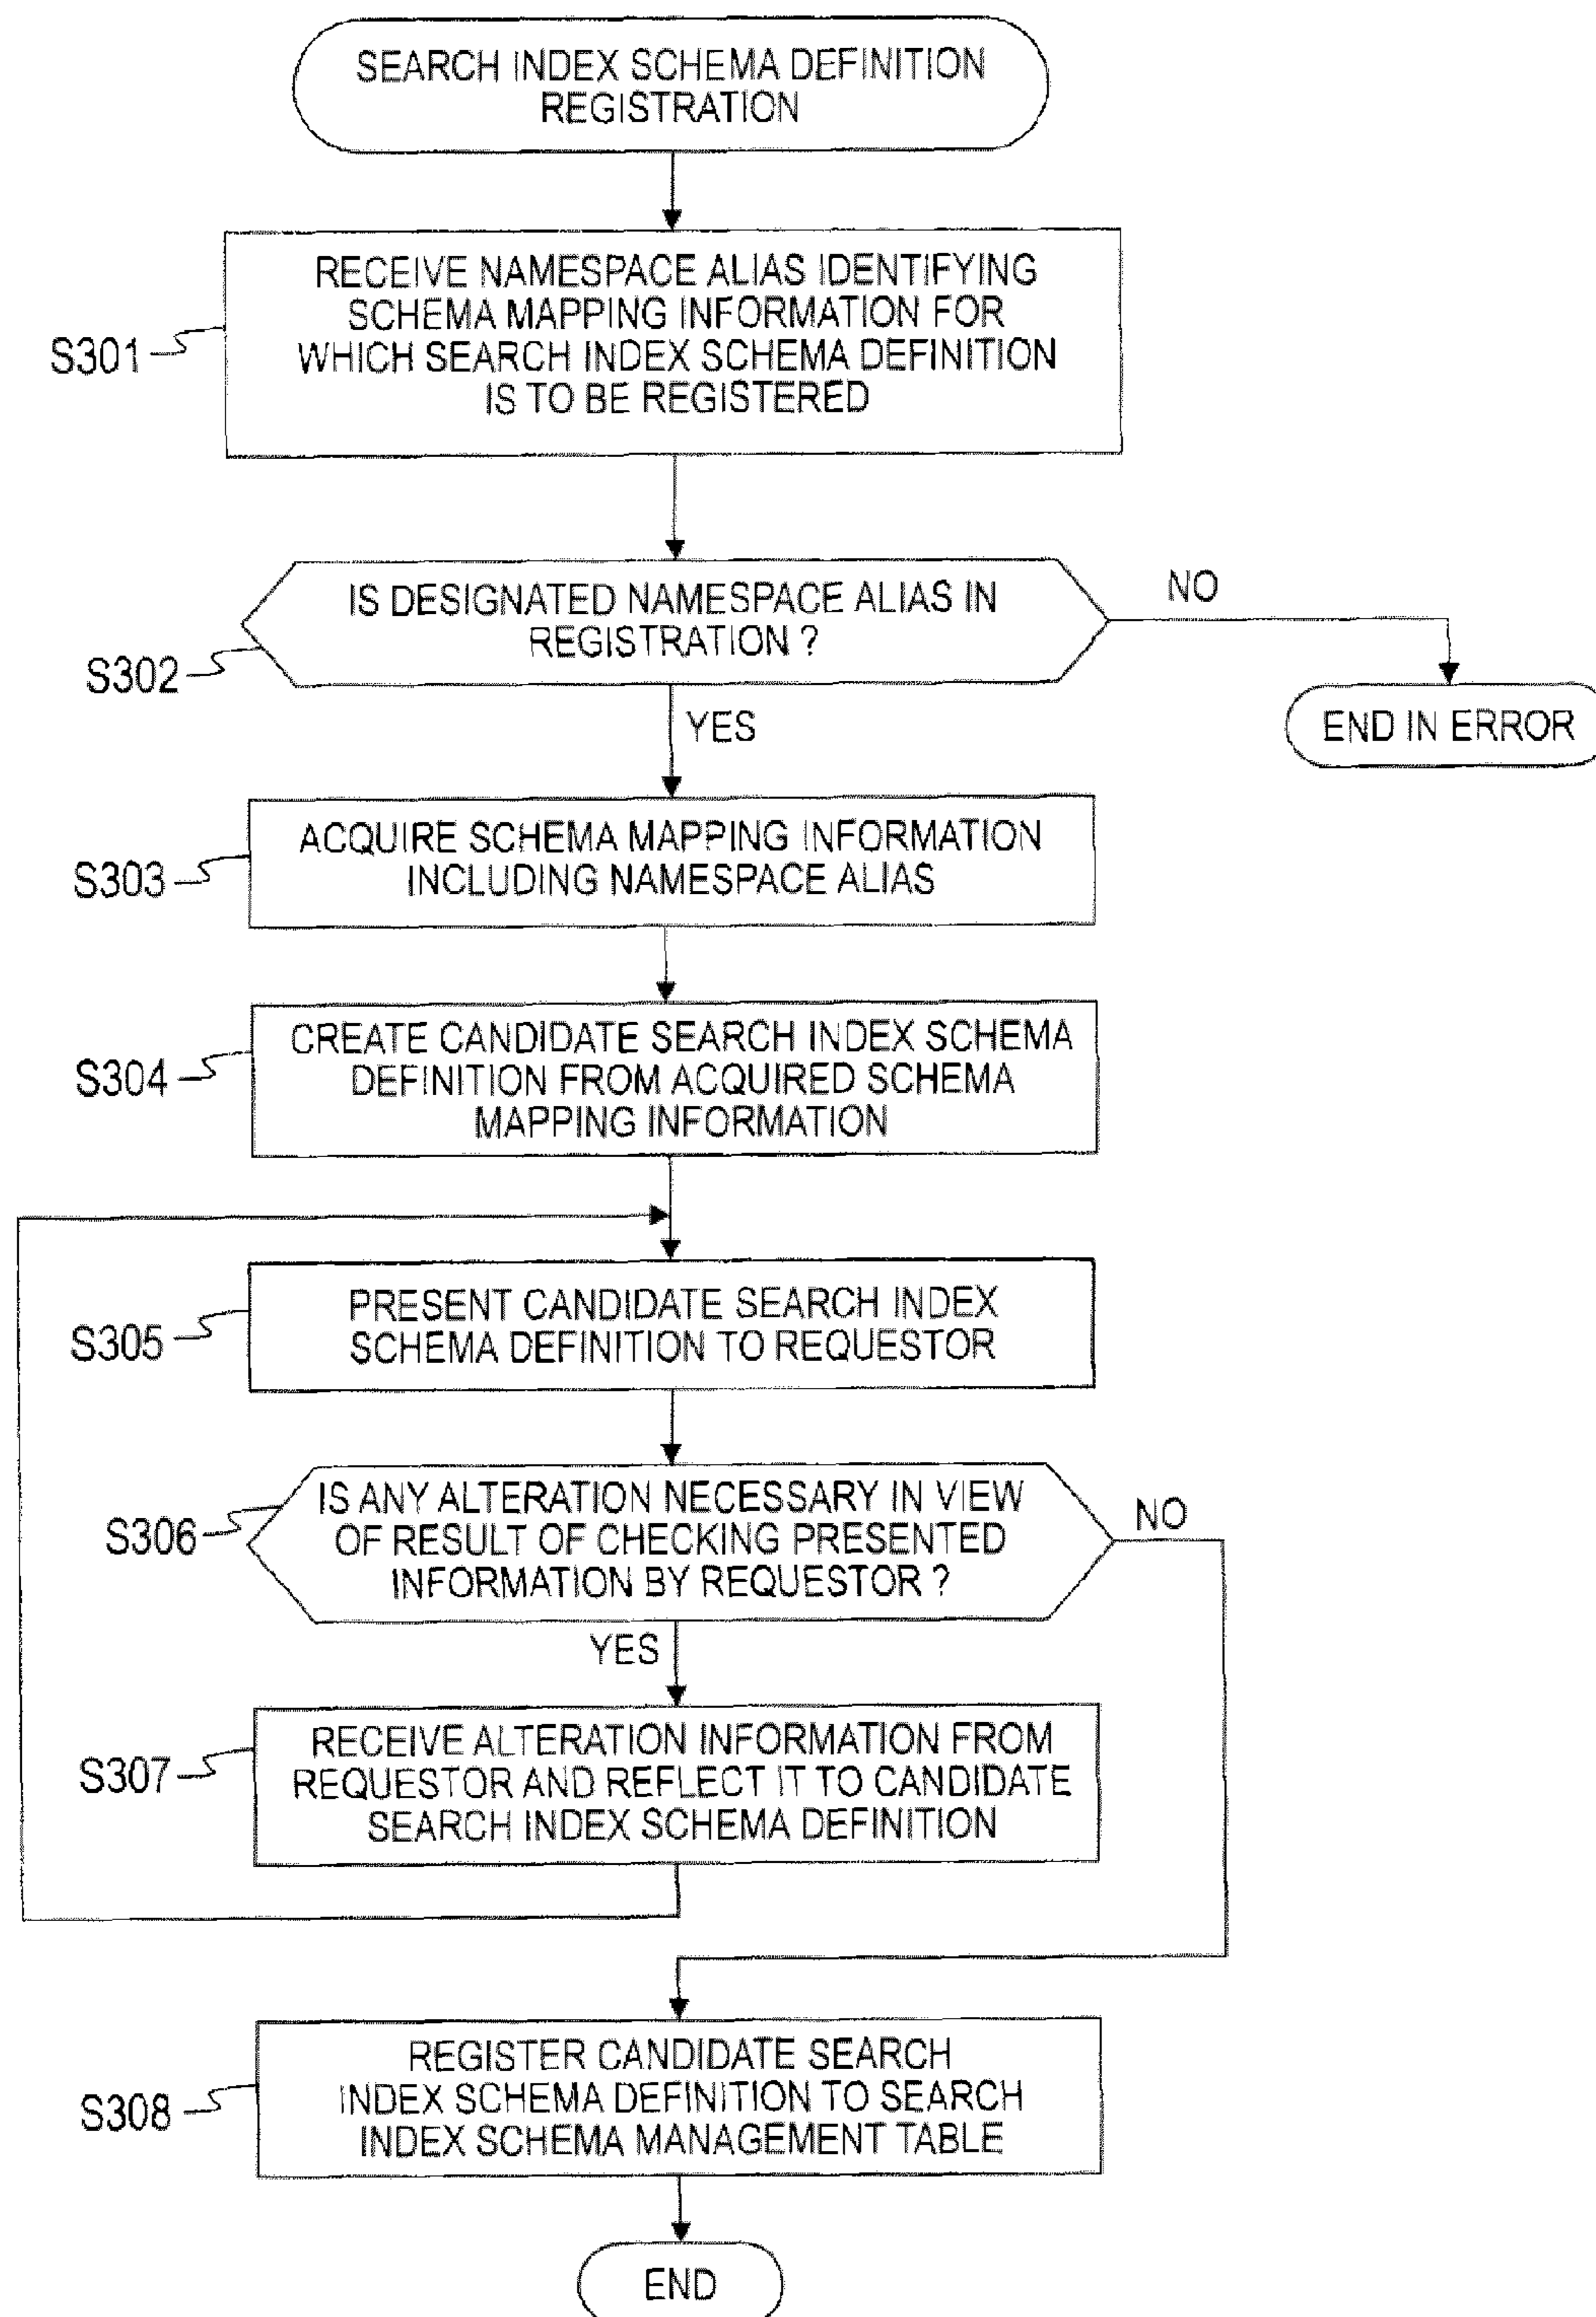 SEARCH INDEX SCHEMA DEFINITION
REGISTRATION
RECEIVE NAMESPACE ALIAS IDENTIFYING
SCHEMA MAPPING INFORMATION FOR
WHICH SEARCH INDEX SCHEMA DEFINITION
IS TO BE REGISTERED
S301
IS DESIGNATED NAMESPACE ALIAS IN
REGISTRATION ?
S302
NO
YES
END IN ERROR
ACQUIRE SCHEMA MAPPING INFORMATION
INCLUDING NAMESPACE ALIAS
S303
CREATE CANDIDATE SEARCH INDEX SCHEMA
DEFINITION FROM ACQUIRED SCHEMA
MAPPING INFORMATION
S304
PRESENT CANDIDATE SEARCH INDEX
SCHEMA DEFINITION TO REQUESTOR
S305
IS ANY ALTERATION NECESSARY IN VIEW
OF RESULT OF CHECKING PRESENTED
INFORMATION BY REQUESTOR ?
S306
NO
YES
RECEIVE ALTERATION INFORMATION FROM
REQUESTOR AND REFLECT IT TO CANDIDATE
SEARCH INDEX SCHEMA DEFINITION
S307
REGISTER CANDIDATE SEARCH
INDEX SCHEMA DEFINITION TO SEARCH
INDEX SCHEMA MANAGEMENT TABLE
S308
END